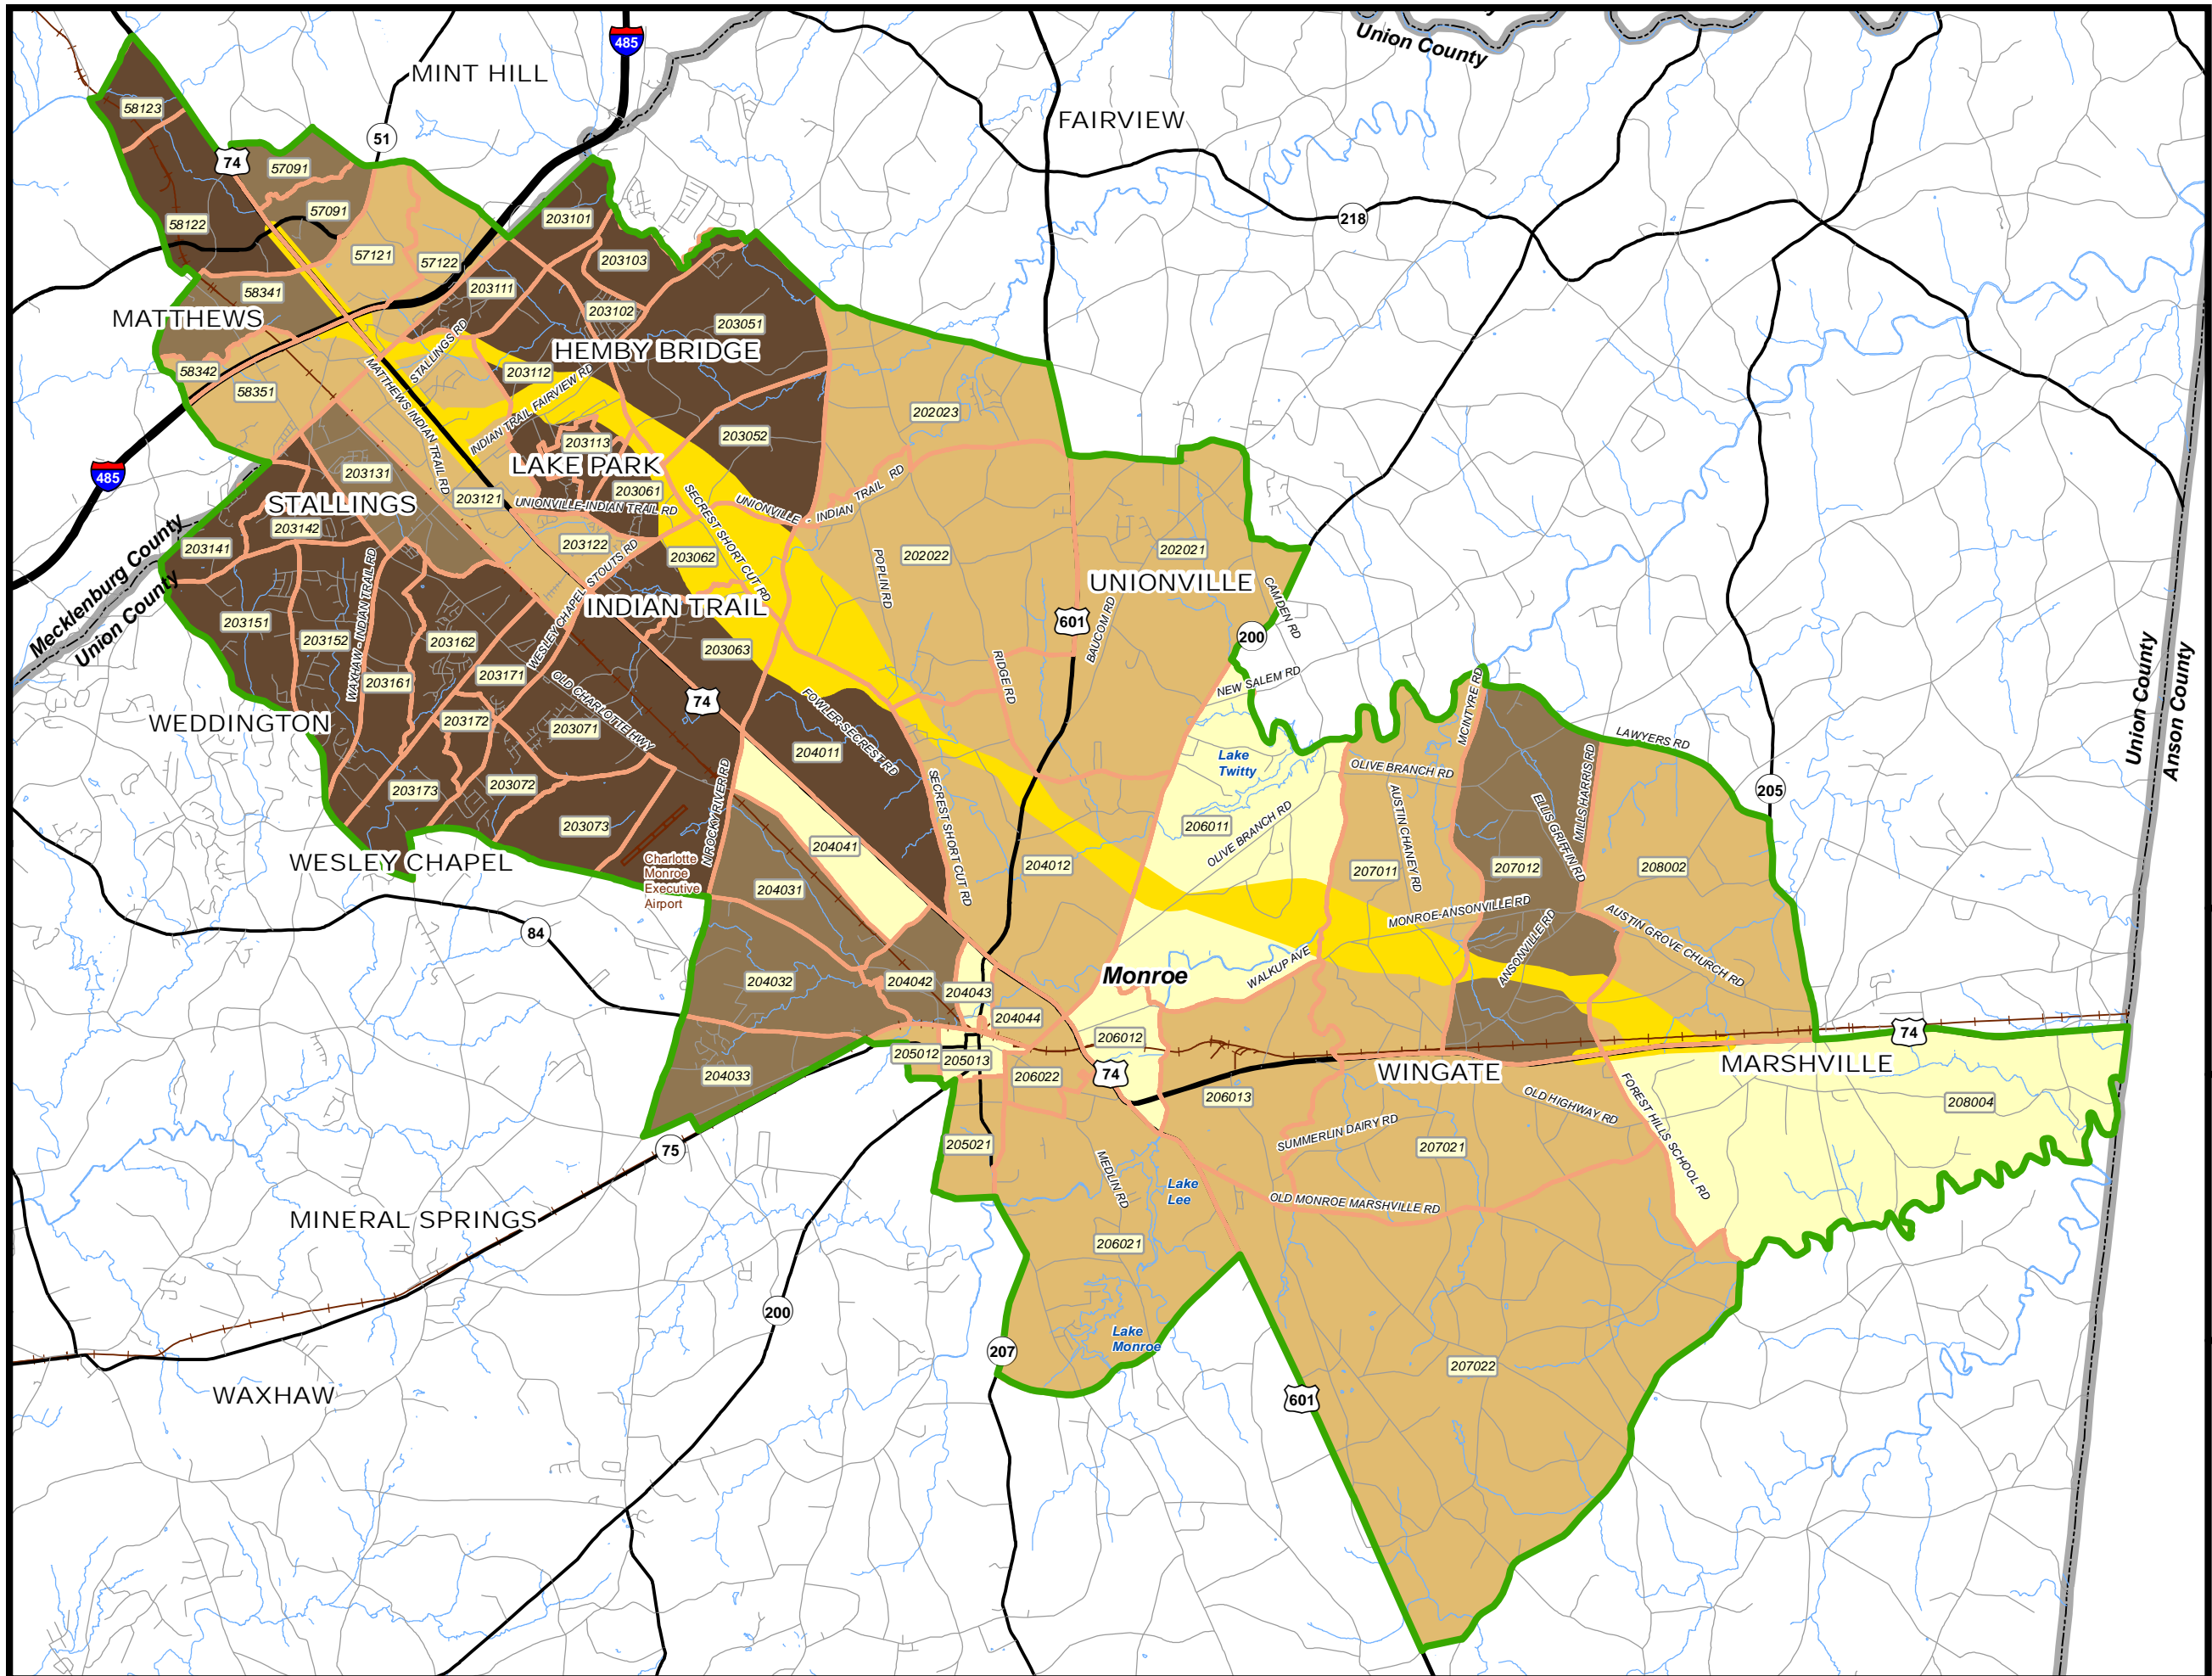 485
Union County
MINT HILL
58123
51
FAIRVIEW
74
57091
57091
58122
203101
218
57121
57122
203103
203111
58341
203102
MATTHEWS
203051
HEMBY BRIDGE
STALLINGS RD
58342
203112
58351
MATTHEWS INDIAN TRAIL RD
INDIAN TRAIL FAIRVIEW RD
202023
203113
203052
LAKE PARK
485
203131
203061
203121
STALLINGS
UNIONVILLE-INDIAN TRAIL RD
SECREST SHORT CUT RD
UNIONVILLE - INDIAN TRAIL RD
203142
203141
203122
203062
202022
202021
Mecklenburg County
Union County
WAXHAW - INDIAN TRAIL RD
WESLEY CHAPEL STOUTS RD
POPLIN RD
UNIONVILLE
CAMDEN RD
INDIAN TRAIL
601
BAUCOM RD
200
203151
203152
203162
203063
203171
203161
RIDGE RD
NEW SALEM RD
OLD CHARLOTTE HWY
74
FOWLER-SECREST RD
WEDDINGTON
203172
203071
204011
MCINTYRE RD
LAWYERS RD
Union County
Anson County
Lake
Twitty
OLIVE BRANCH RD
203173
203072
N ROCKY RIVER RD
SECREST SHORT CUT RD
AUSTIN CHANEY RD
ELLIS GRIFFIN RD
MILLS HARRIS RD
205
203073
206011
OLIVE BRANCH RD
204041
WESLEY CHAPEL
Charlotte
Monroe
Executive
Airport
204031
204012
207011
207012
208002
84
MONROE-ANSONVILLE RD
ANSONVILLE RD
AUSTIN GROVE CHURCH RD
204032
204042
204043
Monroe
WALKUP AVE
204044
206012
74
205012
205013
204033
206022
74
WINGATE
MARSHVILLE
206013
OLD HIGHWAY RD
FOREST HILLS SCHOOL RD
208004
75
205021
SUMMERLIN DAIRY RD
207021
MEDLIN RD
Lake
Lee
OLD MONROE MARSHVILLE RD
MINERAL SPRINGS
206021
200
207
Lake
Monroe
207022
WAXHAW
601